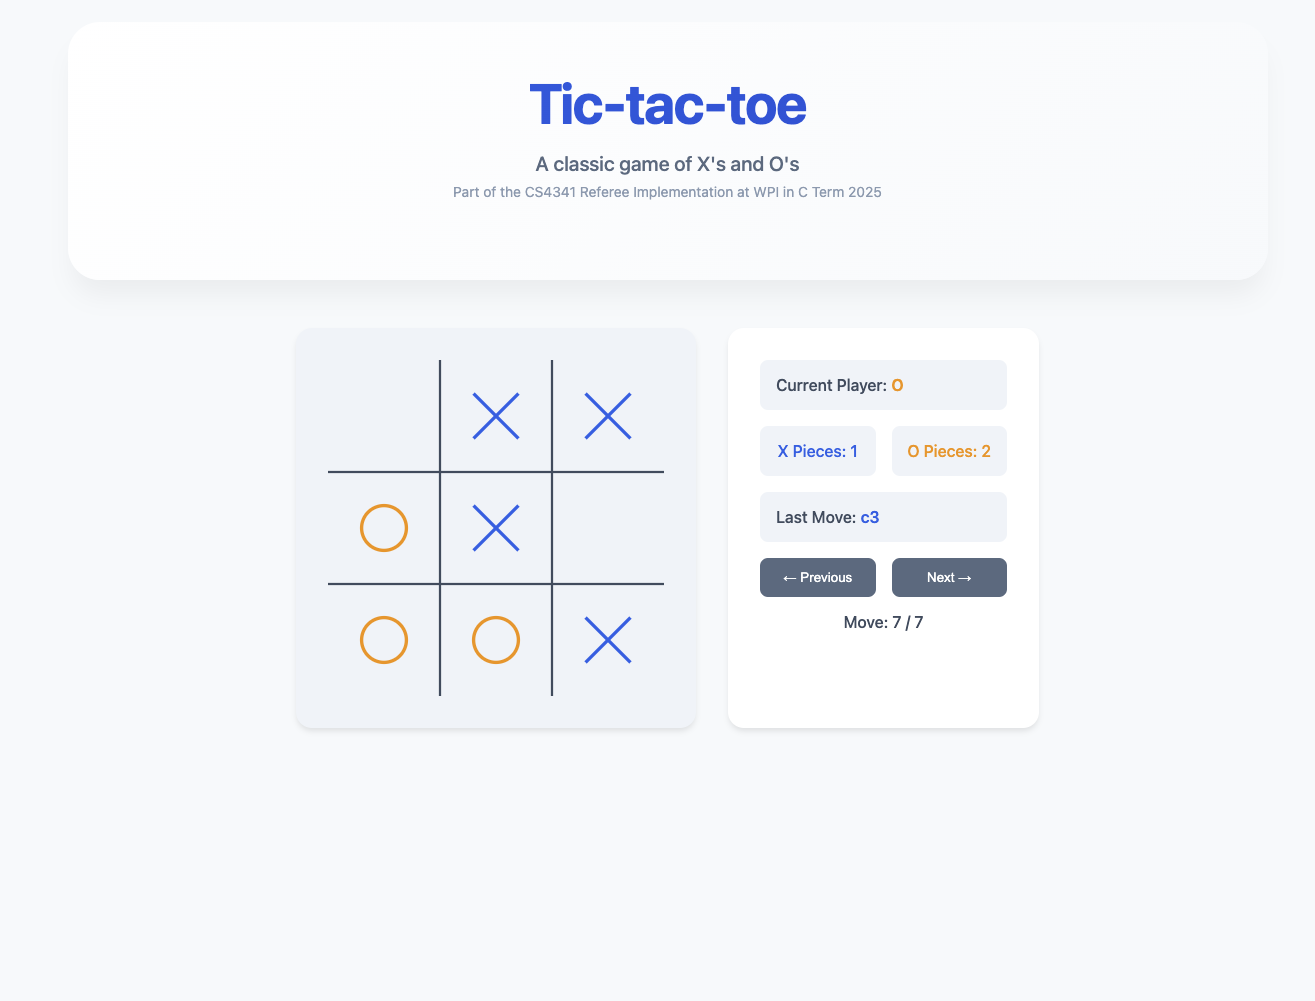 Tic-tac-toe
A classic game of X's and O's
Part of the CS4341 Referee Implementation at WPI in C Term 2025
Current Player: O
X Pieces: 1
O Pieces: 2
Last Move: c3
← Previous
Next →
Move: 7 / 7